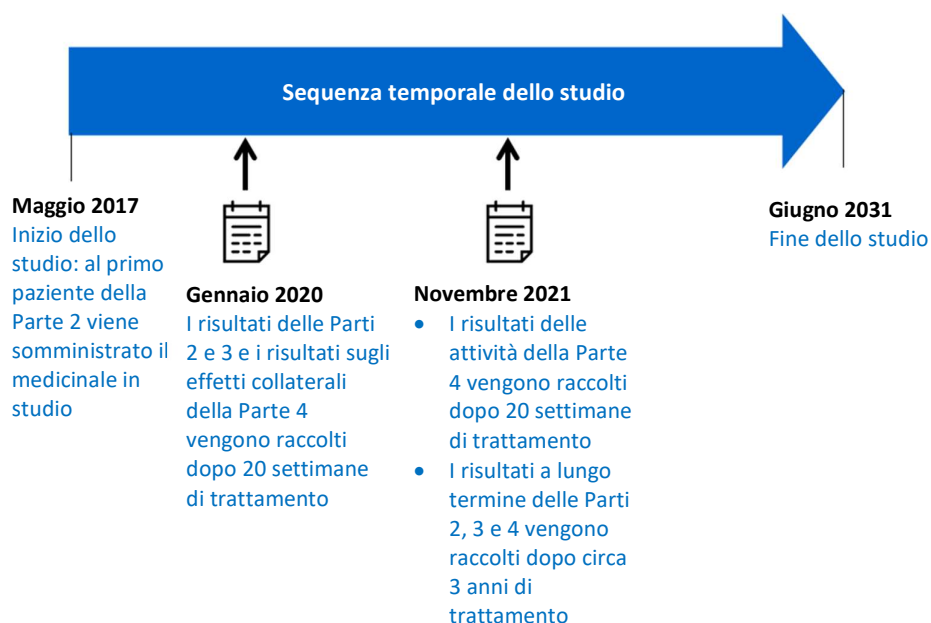 Sequenza temporale dello studio
Maggio 2017
Inizio dello
studio: al primo
paziente della
Parte 2 viene
somministrato il
medicinale in
studio
Gennaio 2020
I risultati delle Parti
2 e 3 e i risultati sugli
effetti collaterali
della Parte 4
vengono raccolti
dopo 20 settimane
di trattamento
Novembre 2021
• I risultati delle
attività della Parte
4 vengono raccolti
dopo 20 settimane
di trattamento
• I risultati a lungo
termine delle Parti
2, 3 e 4 vengono
raccolti dopo circa
3 anni di
trattamento
Giugno 2031
Fine dello studio